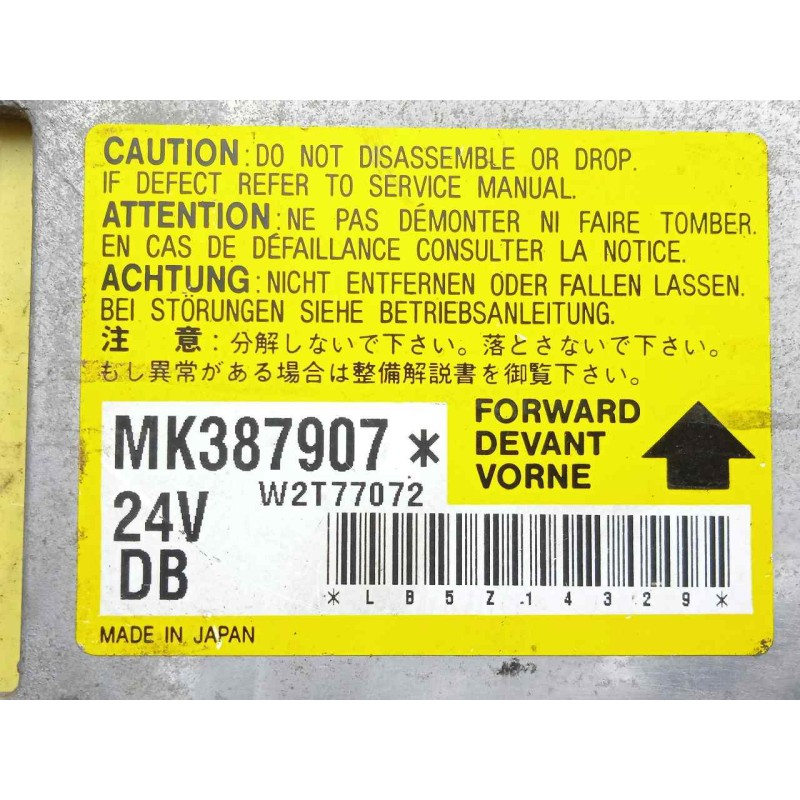 CAUTION:DO NOT DISASSEMBLE OR DROP.
IF DEFECT REFER TO SERVICE MANUAL.
ATTENTION:NE PAS DÉMONTER NI FAIRE TOMBER.
EN CAS DE DÉFAILLANCE CONSULTER LA NOTICE.
ACHTUNG:NICHT ENTFERNEN ODER FALLEN LASSEN.
BEI STÖRUNGEN SIEHE BETRIEBSANLEITUNG.
注 意:分解しないで下さい。落とさないで下さい。
もし異常がある場合は整備解説書を御覧下さい。
MK387907*
W2T77072
24V
DB
FORWARD
DEVANT
VORNE
*LB5Z14329*
MADE IN JAPAN